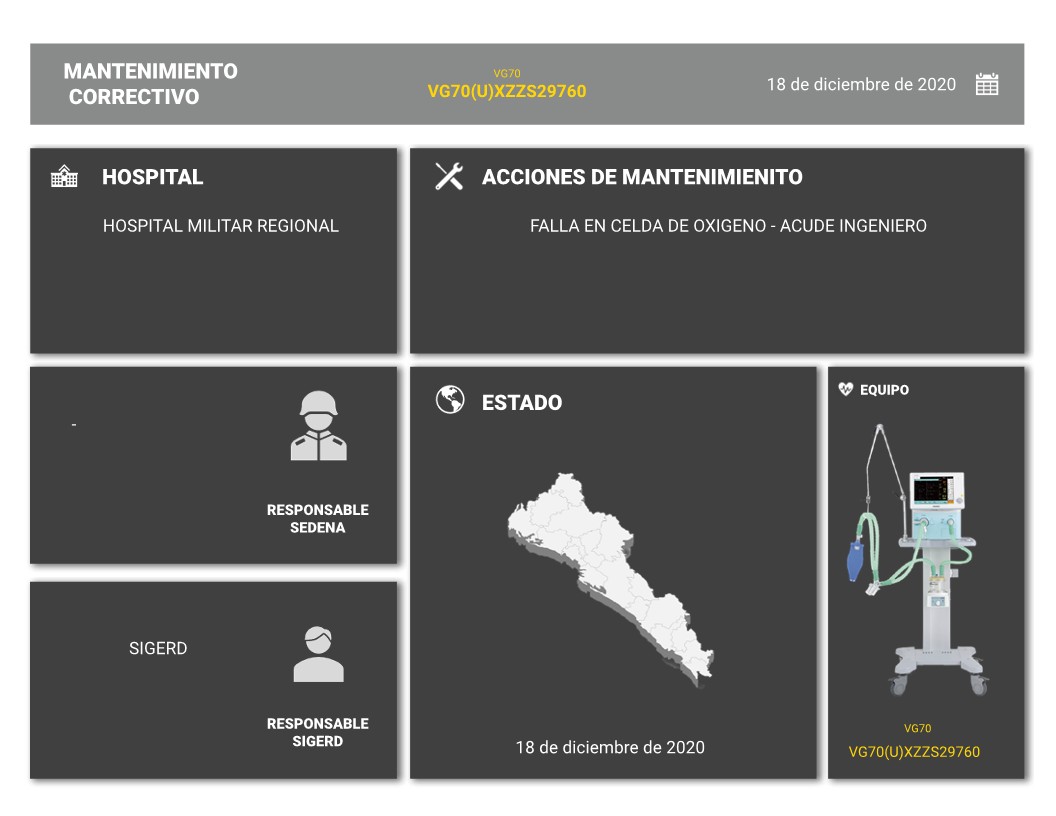 MANTENIMIENTO
CORRECTIVO
VG70
VG70(U)XZZS29760
18 de diciembre de 2020
HOSPITAL
HOSPITAL MILITAR REGIONAL
ACCIONES DE MANTENIMIENITO
FALLA EN CELDA DE OXIGENO - ACUDE INGENIERO
-
RESPONSABLE
SEDENA
SIGERD
RESPONSABLE
SIGERD
ESTADO
18 de diciembre de 2020
EQUIPO
VG70
VG70(U)XZZS29760